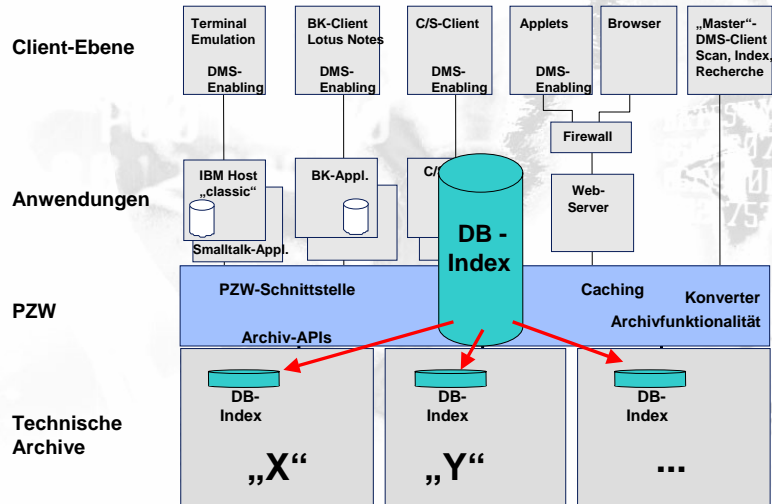 Client-Ebene
Terminal
Emulation
DMS-
Enabling
BK-Client
Lotus Notes
DMS-
Enabling
C/S-Client
DMS-
Enabling
Applets
DMS-
Enabling
Browser
„Master“-
DMS-Client
Scan, Index,
Recherche
Firewall
Anwendungen
IBM Host
„classic“
Smalltalk-Appl.
BK-Appl.
Web-
Server
DB -
Index
PZW
PZW-Schnittstelle
Caching
Konverter
Archivfunktionalität
Archiv-APIs
Technische
Archive
DB-
Index
„X“
DB-
Index
„Y“
DB-
Index
...